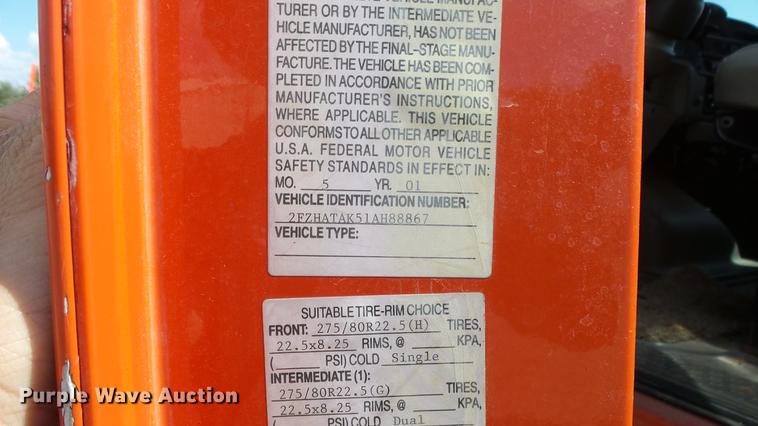 TURER OR BY THE INTERMEDIATE VE-
HICLE MANUFACTURER, HAS NOT BEEN
AFFECTED BY THE FINAL-STAGE MANU-
FACTURE. THE VEHICLE HAS BEEN COM-
PLETED IN ACCORDANCE WITH PRIOR
MANUFACTURER'S INSTRUCTIONS,
WHERE APPLICABLE. THIS VEHICLE
CONFORMS TO ALL OTHER APPLICABLE
U.S.A. FEDERAL MOTOR VEHICLE
SAFETY STANDARDS IN EFFECT IN:
MO. 5 YR. 01
VEHICLE IDENTIFICATION NUMBER:
2FZHATAK51AH88867
VEHICLE TYPE:
SUITABLE TIRE-RIM CHOICE
FRONT: 275/80R22.5(H) TIRES,
22.5x8.25 RIMS, @ KPA,
( PSI) COLD Single
INTERMEDIATE (1):
275/80R22.5(G) TIRES,
22.5x8.25 RIMS, @ KPA,
( PSI) COLD Dual
Purple Wave Auction®